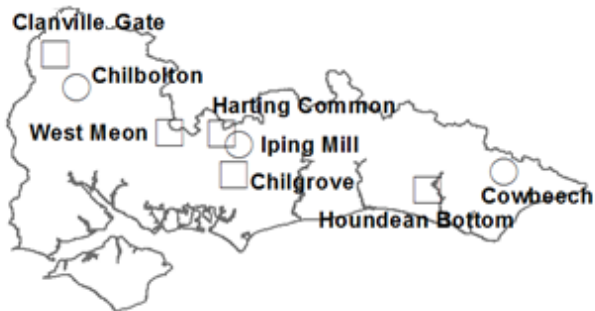 Clanville Gate
Chilbolton
Harting Common
West Meon
Iping Mill
Chilgrove
Cowbeech
Houndean Bottom